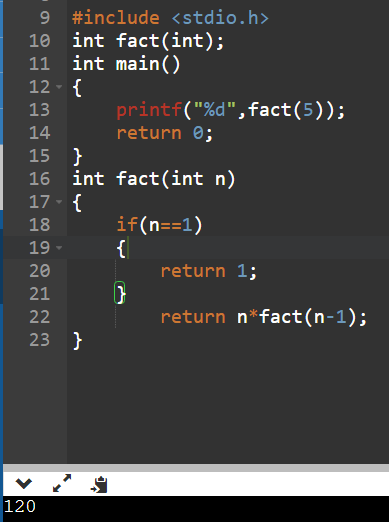 9 #include <stdio.h>
10 int fact(int);
11 int main()
12 {
13 printf("%d",fact(5));
14 return 0;
15 }
16 int fact(int n)
17 {
18 if(n==1)
19 {
20 return 1;
21 }
22 return n*fact(n-1);
23 }
120